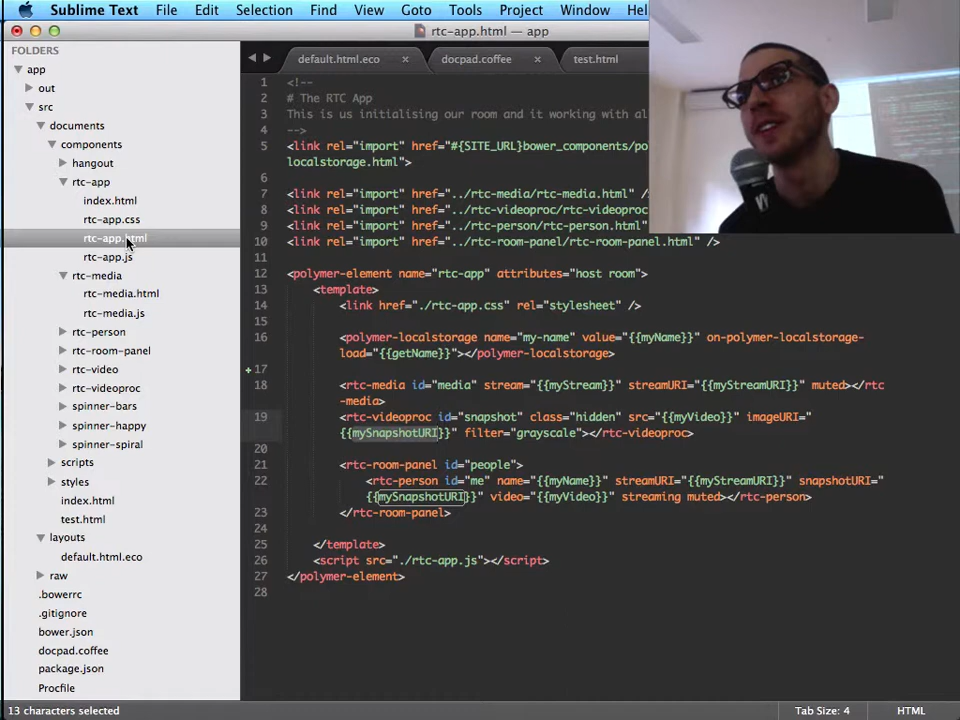 Sublime Text File Edit Selection Find View Goto Tools Project Window Hel
rtc-app.html — app
FOLDERS
app
out
src
documents
components
hangout
rtc-app
index.html
rtc-app.css
rtc-app.html
rtc-app.js
rtc-media
rtc-media.html
rtc-media.js
rtc-person
rtc-room-panel
rtc-video
rtc-videoproc
spinner-bars
spinner-happy
spinner-spiral
scripts
styles
index.html
test.html
layouts
default.html.eco
raw
.bowerrc
.gitignore
bower.json
docpad.coffee
package.json
Procfile
default.html.eco × docpad.coffee × test.html
1 <!--
2 # The RTC App
3 This is us initialising our room and it working with al
4 -->
5 <link rel="import" href="#{SITE_URL}bower_components/po
localstorage.html">
6
7 <link rel="import" href="../rtc-media/rtc-media.html" /
8 <link rel="import" href="../rtc-videoproc/rtc-videoproc
9 <link rel="import" href="../rtc-person/rtc-person.html"
10 <link rel="import" href="../rtc-room-panel/rtc-room-panel.html" />
11
12 <polymer-element name="rtc-app" attributes="host room">
13 <template>
14 <link href="./rtc-app.css" rel="stylesheet" />
15
16 <polymer-localstorage name="my-name" value="{{myName}}" on-polymer-localstorage-
load="{{getName}}"></polymer-localstorage>
17
18 <rtc-media id="media" stream="{{myStream}}" streamURI="{{myStreamURI}}" muted></rtc
-media>
19 <rtc-videoproc id="snapshot" class="hidden" src="{{myVideo}}" imageURI="
{{mySnapshotURI}}" filter="grayscale"></rtc-videoproc>
20
21 <rtc-room-panel id="people">
22 <rtc-person id="me" name="{{myName}}" streamURI="{{myStreamURI}}" snapshotURI="
{{mySnapshotURI}}" video="{{myVideo}}" streaming muted></rtc-person>
23 </rtc-room-panel>
24
25 </template>
26 <script src="./rtc-app.js"></script>
27 </polymer-element>
28
13 characters selected Tab Size: 4 HTML